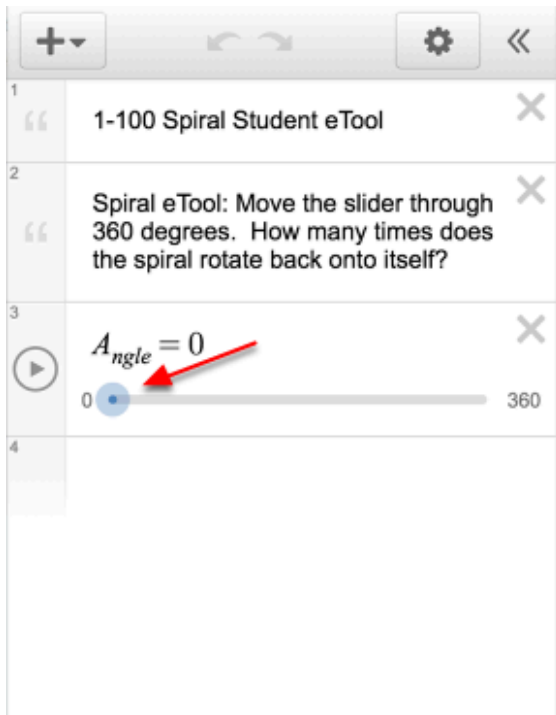 1
1-100 Spiral Student eTool
2
Spiral eTool: Move the slider through
360 degrees.  How many times does
the spiral rotate back onto itself?
3
A_ngle = 0
0 360
4